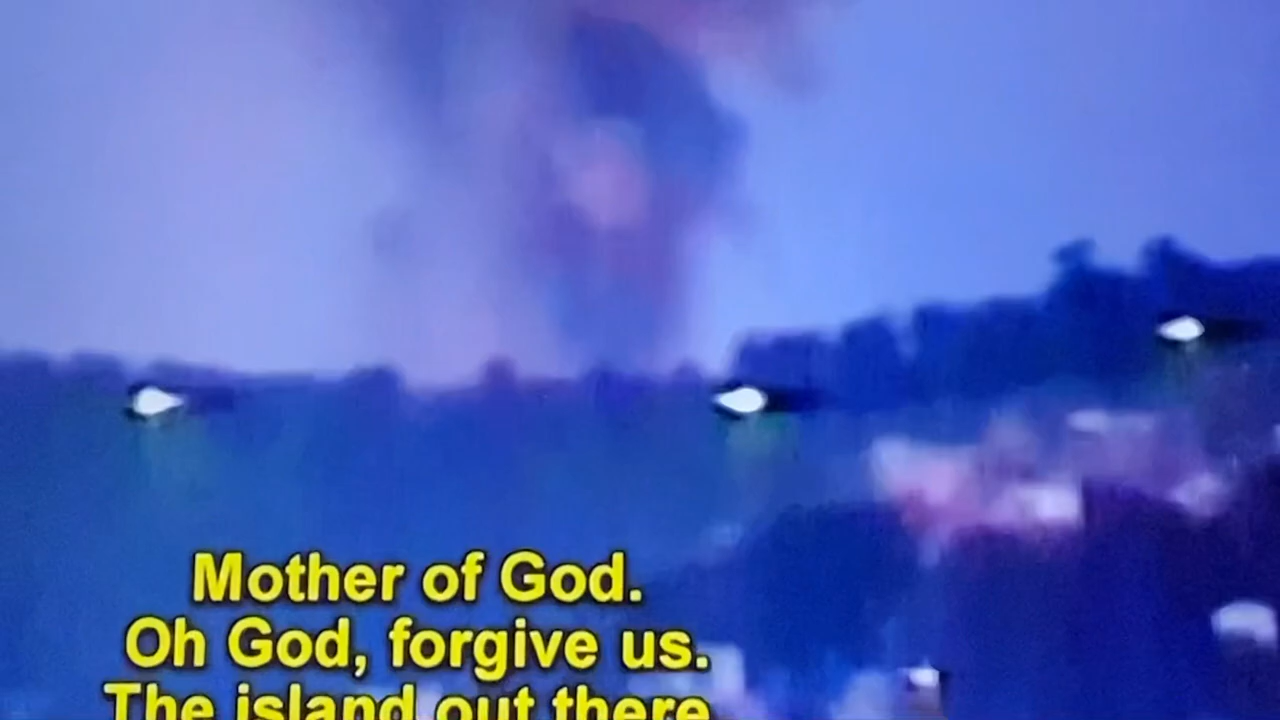 Mother of God.
Oh God, forgive us.
The island out there